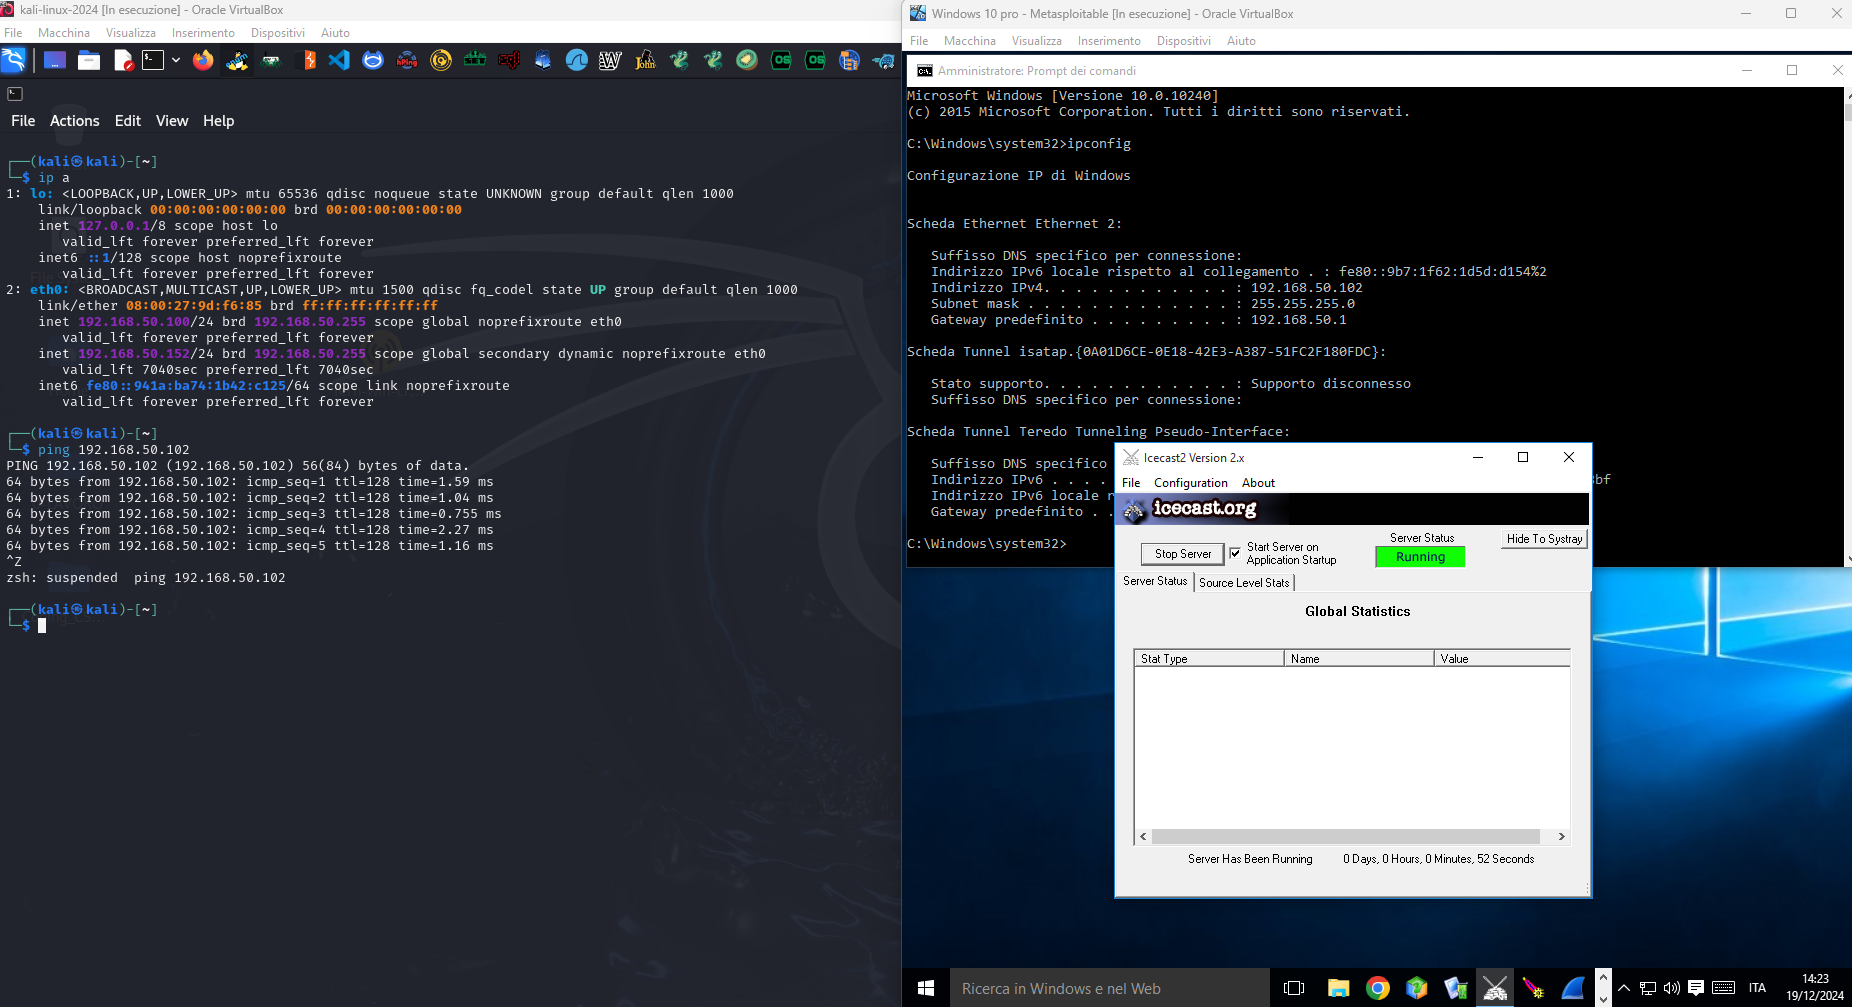 kali-linux-2024 [In esecuzione] - Oracle VirtualBox
File Macchina Visualizza Inserimento Dispositivi Aiuto
File Actions Edit View Help
┌──(kali㉿kali)-[~]
└─$ ip a
1: lo: <LOOPBACK,UP,LOWER_UP> mtu 65536 qdisc noqueue state UNKNOWN group default qlen 1000
link/loopback 00:00:00:00:00:00 brd 00:00:00:00:00:00
inet 127.0.0.1/8 scope host lo
valid_lft forever preferred_lft forever
inet6 ::1/128 scope host noprefixroute
valid_lft forever preferred_lft forever
2: eth0: <BROADCAST,MULTICAST,UP,LOWER_UP> mtu 1500 qdisc fq_codel state UP group default qlen 1000
link/ether 08:00:27:9d:f6:85 brd ff:ff:ff:ff:ff:ff
inet 192.168.50.100/24 brd 192.168.50.255 scope global noprefixroute eth0
valid_lft forever preferred_lft forever
inet 192.168.50.152/24 brd 192.168.50.255 scope global secondary dynamic noprefixroute eth0
valid_lft 7040sec preferred_lft 7040sec
inet6 fe80::941a:ba74:1b42:c125/64 scope link noprefixroute
valid_lft forever preferred_lft forever
┌──(kali㉿kali)-[~]
└─$ ping 192.168.50.102
PING 192.168.50.102 (192.168.50.102) 56(84) bytes of data.
64 bytes from 192.168.50.102: icmp_seq=1 ttl=128 time=1.59 ms
64 bytes from 192.168.50.102: icmp_seq=2 ttl=128 time=1.04 ms
64 bytes from 192.168.50.102: icmp_seq=3 ttl=128 time=0.755 ms
64 bytes from 192.168.50.102: icmp_seq=4 ttl=128 time=2.27 ms
64 bytes from 192.168.50.102: icmp_seq=5 ttl=128 time=1.16 ms
^Z
zsh: suspended  ping 192.168.50.102
┌──(kali㉿kali)-[~]
└─$
Windows 10 pro - Metasploitable [In esecuzione] - Oracle VirtualBox
File Macchina Visualizza Inserimento Dispositivi Aiuto
Amministratore: Prompt dei comandi
Microsoft Windows [Versione 10.0.10240]
(c) 2015 Microsoft Corporation. Tutti i diritti sono riservati.
C:\Windows\system32>ipconfig
Configurazione IP di Windows
Scheda Ethernet Ethernet 2:
Suffisso DNS specifico per connessione:
Indirizzo IPv6 locale rispetto al collegamento . : fe80::9b7:1f62:1d5d:d154%2
Indirizzo IPv4. . . . . . . . . . . . : 192.168.50.102
Subnet mask . . . . . . . . . . . . . : 255.255.255.0
Gateway predefinito . . . . . . . . . : 192.168.50.1
Scheda Tunnel isatap.{0A01D6CE-0E18-42E3-A387-51FC2F180FDC}:
Stato supporto. . . . . . . . . . . . : Supporto disconnesso
Suffisso DNS specifico per connessione:
Scheda Tunnel Teredo Tunneling Pseudo-Interface:
Suffisso DNS specifico
Indirizzo IPv6 . . . . bf
Indirizzo IPv6 locale r
Gateway predefinito . .
C:\Windows\system32>
Icecast2 Version 2.x
File Configuration About
icecast.org
Stop Server
Start Server on
Application Startup
Server Status
Running
Hide To Systray
Server Status Source Level Stats
Global Statistics
Stat Type Name Value
Server Has Been Running 0 Days, 0 Hours, 0 Minutes, 52 Seconds
Ricerca in Windows e nel Web
ITA
14:23
19/12/2024